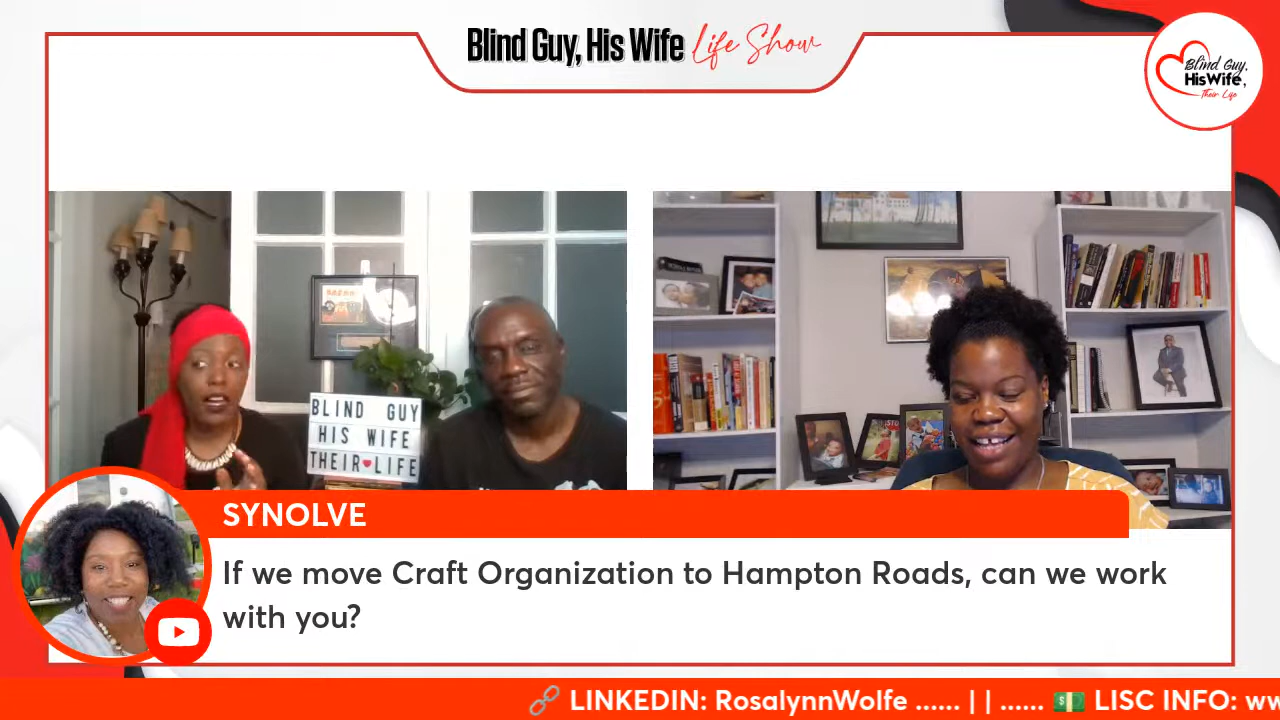 Blind Guy, His Wife Life Show
Blind Guy,
His Wife,
Their Life
BLIND GUY
HIS WIFE
THEIR LIFE
SYNOLVE
If we move Craft Organization to Hampton Roads, can we work
with you?
LINKEDIN: RosalynnWolfe ...... | | ...... LISC INFO: ww